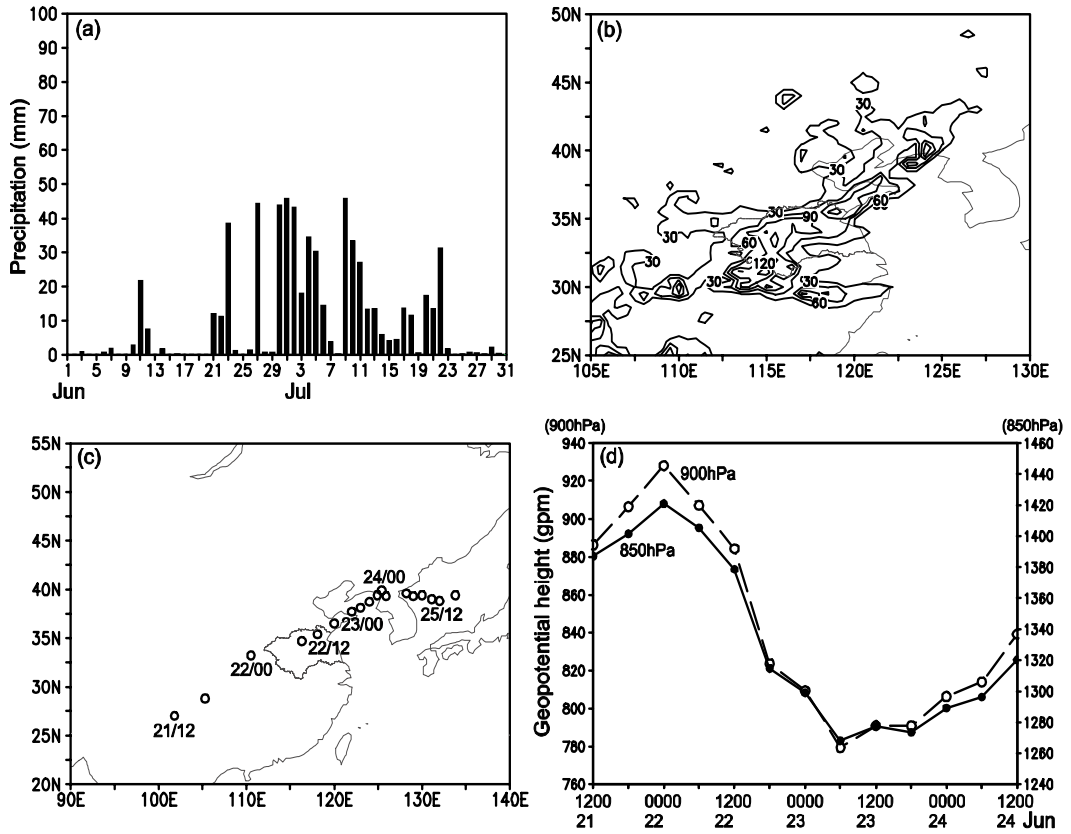 (a)
Precipitation (mm)
100
90
80
70
60
50
40
30
20
10
0
1 5 9 13 17 21 25 29 3 7 11 15 19 23 27 31
Jun Jul
(b)
50N
45N
40N
35N
30N
25N
30
30
60
30
90
30
60
30
120
30
30
60
105E 110E 115E 120E 125E 130E
(c)
55N
50N
45N
40N
35N
30N
25N
20N
24/00
25/12
23/00
22/12
22/00
21/12
90E 100E 110E 120E 130E 140E
(900hPa) (850hPa)
(d)
Geopotential height (gpm)
940
920
900
880
860
840
820
800
780
760
900hPa
850hPa
1460
1440
1420
1400
1380
1360
1340
1320
1300
1280
1260
1240
1200 0000 1200 0000 1200 0000 1200
21 22 22 23 23 24 24 Jun